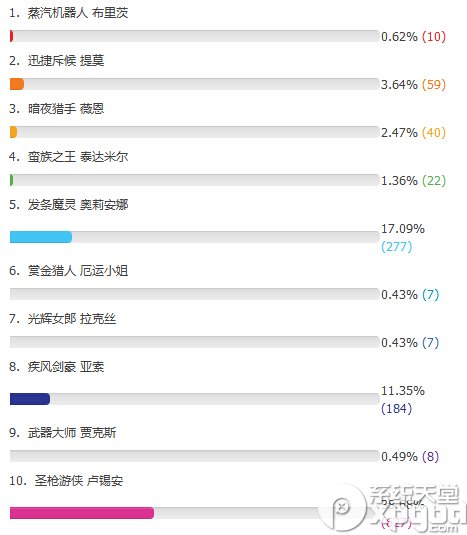 1. 蒸汽机器人 布里茨
0.62% (10)
2. 迅捷斥候 提莫
3.64% (59)
3. 暗夜猎手 薇恩
2.47% (40)
4. 蛮族之王 泰达米尔
1.36% (22)
5. 发条魔灵 奥莉安娜
17.09%
(277)
6. 赏金猎人 厄运小姐
0.43% (7)
7. 光辉女郎 拉克丝
0.43% (7)
8. 疾风剑豪 亚索
11.35%
(184)
9. 武器大师 贾克斯
0.49% (8)
10. 圣枪游侠 卢锡安
系统天堂